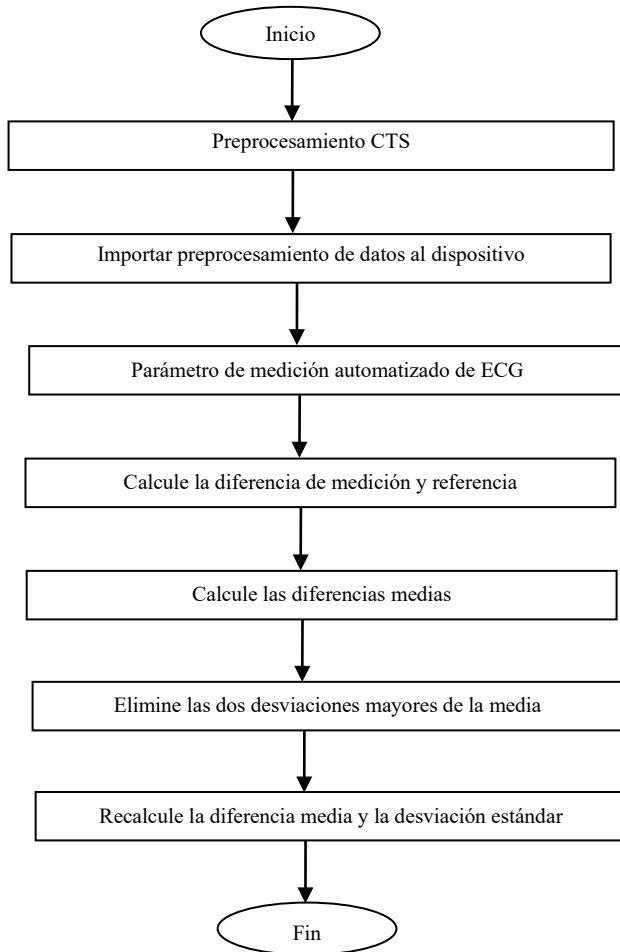 Inicio
Preprocesamiento CTS
Importar preprocesamiento de datos al dispositivo
Parámetro de medición automatizado de ECG
Calcule la diferencia de medición y referencia
Calcule las diferencias medias
Elimine las dos desviaciones mayores de la media
Recalcule la diferencia media y la desviación estándar
Fin